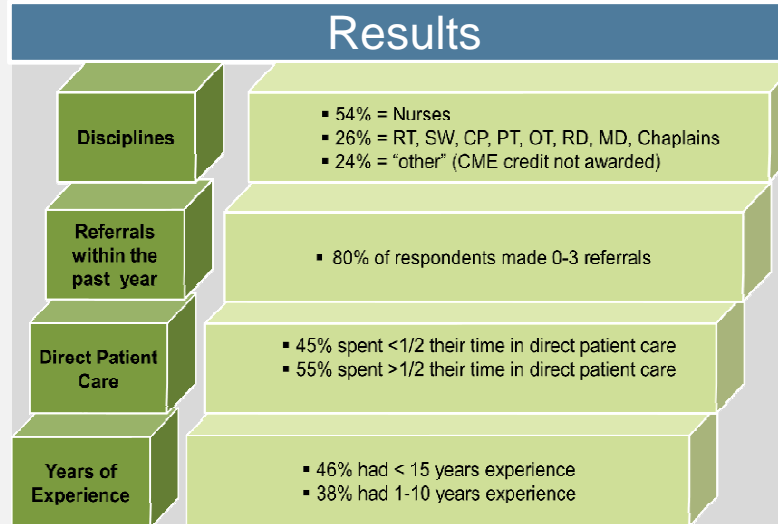 Results
Disciplines
▪ 54% = Nurses
▪ 26% = RT, SW, CP, PT, OT, RD, MD, Chaplains
▪ 24% = “other” (CME credit not awarded)
Referrals
within the
past year
▪ 80% of respondents made 0-3 referrals
Direct Patient
Care
▪ 45% spent <1/2 their time in direct patient care
▪ 55% spent >1/2 their time in direct patient care
Years of
Experience
▪ 46% had < 15 years experience
▪ 38% had 1-10 years experience